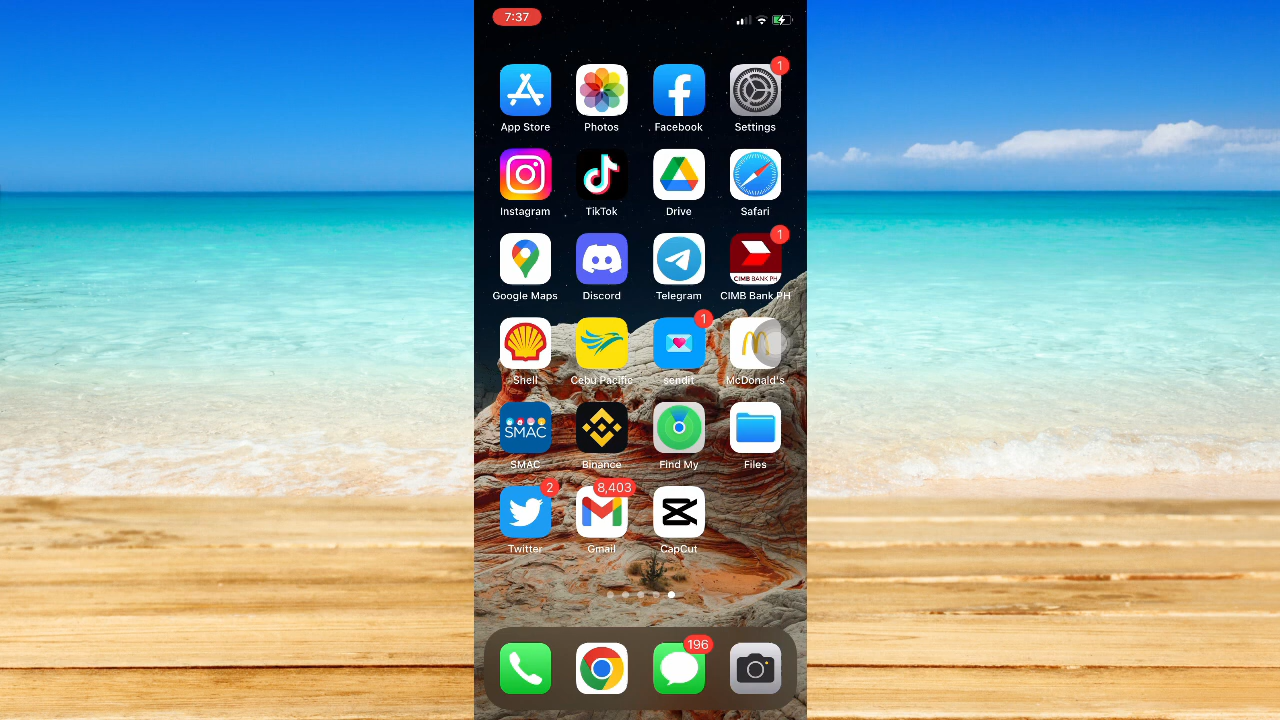 7:37
1
App Store Photos Facebook Settings
Instagram TikTok Drive Safari
1
CIMB BANK PH
Google Maps Discord Telegram CIMB Bank PH
1
Shell Cebu Pacific sendit McDonald's
SMAC
SMAC Binance Find My Files
2 8,403
Twitter Gmail CapCut
196